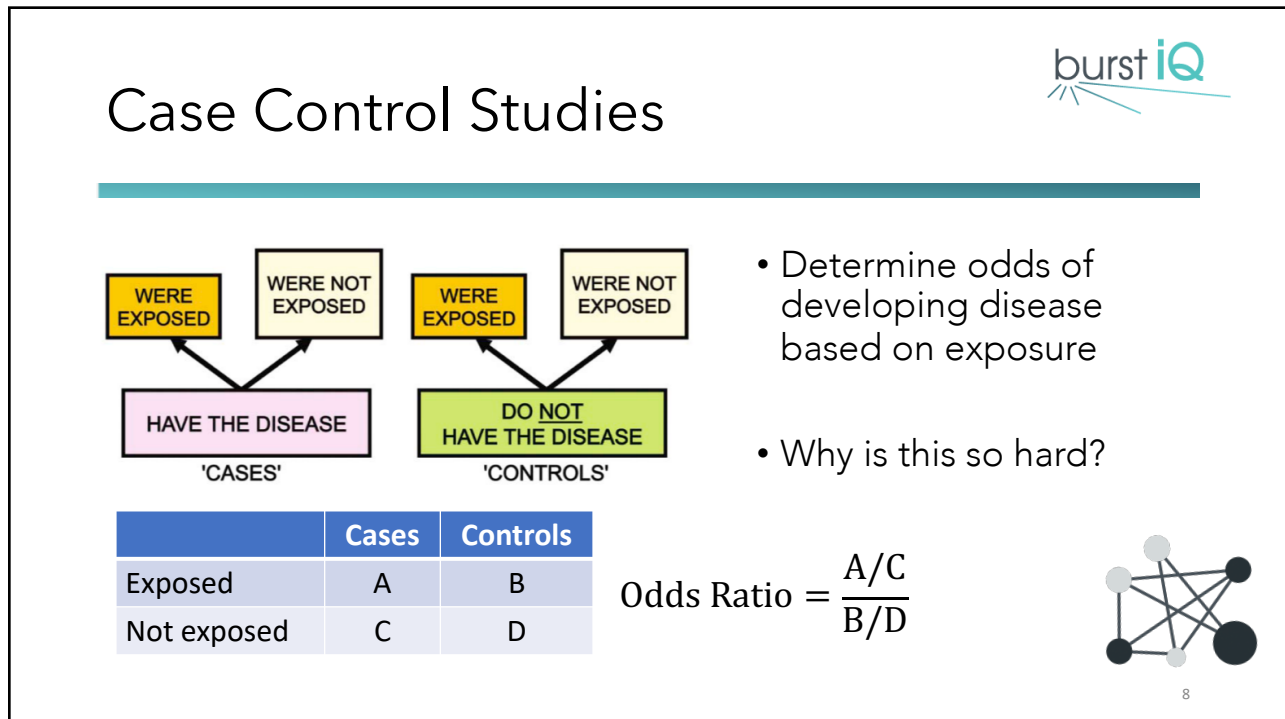 burst iQ
Case Control Studies
WERE
EXPOSED
WERE NOT
EXPOSED
WERE
EXPOSED
WERE NOT
EXPOSED
HAVE THE DISEASE
'CASES'
DO NOT
HAVE THE DISEASE
'CONTROLS'
• Determine odds of
developing disease
based on exposure
• Why is this so hard?
Cases Controls
Exposed A B
Not exposed C D
Odds Ratio = A/C
B/D
8